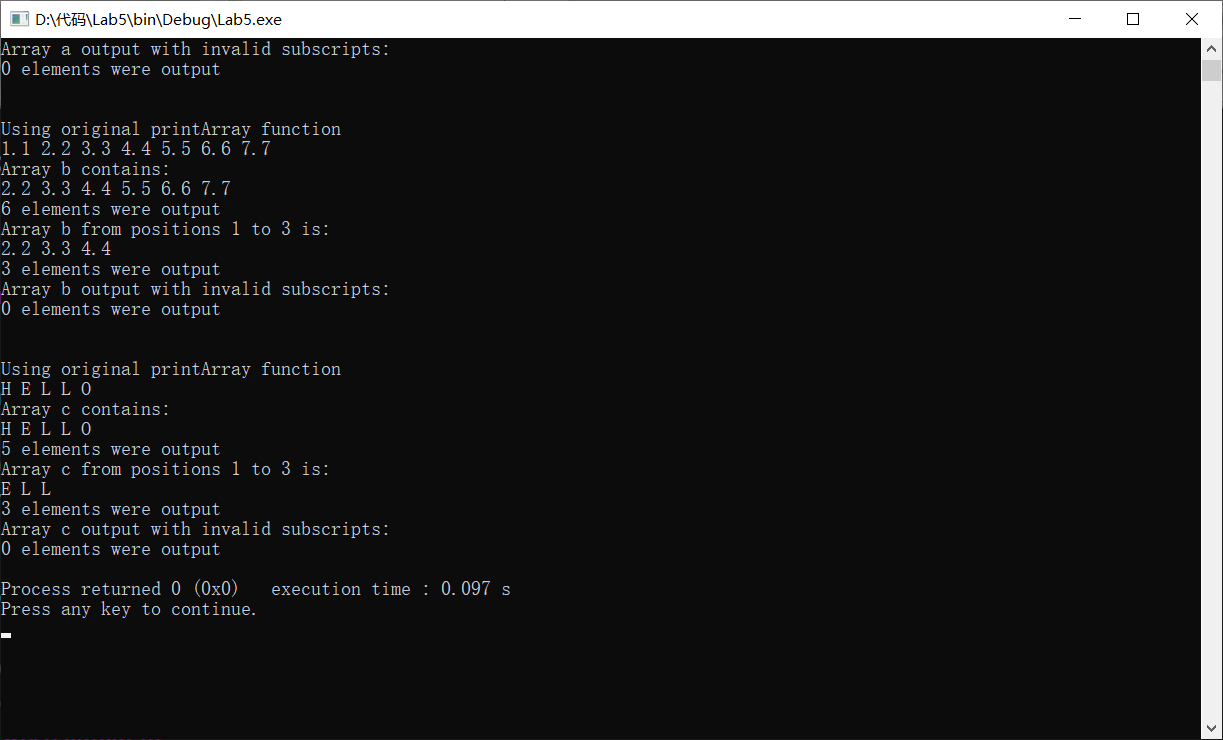 D:\代码\Lab5\bin\Debug\Lab5.exe
Array a output with invalid subscripts:
0 elements were output
Using original printArray function
1.1 2.2 3.3 4.4 5.5 6.6 7.7
Array b contains:
2.2 3.3 4.4 5.5 6.6 7.7
6 elements were output
Array b from positions 1 to 3 is:
2.2 3.3 4.4
3 elements were output
Array b output with invalid subscripts:
0 elements were output
Using original printArray function
H E L L O
Array c contains:
H E L L O
5 elements were output
Array c from positions 1 to 3 is:
E L L
3 elements were output
Array c output with invalid subscripts:
0 elements were output
Process returned 0 (0x0)   execution time : 0.097 s
Press any key to continue.